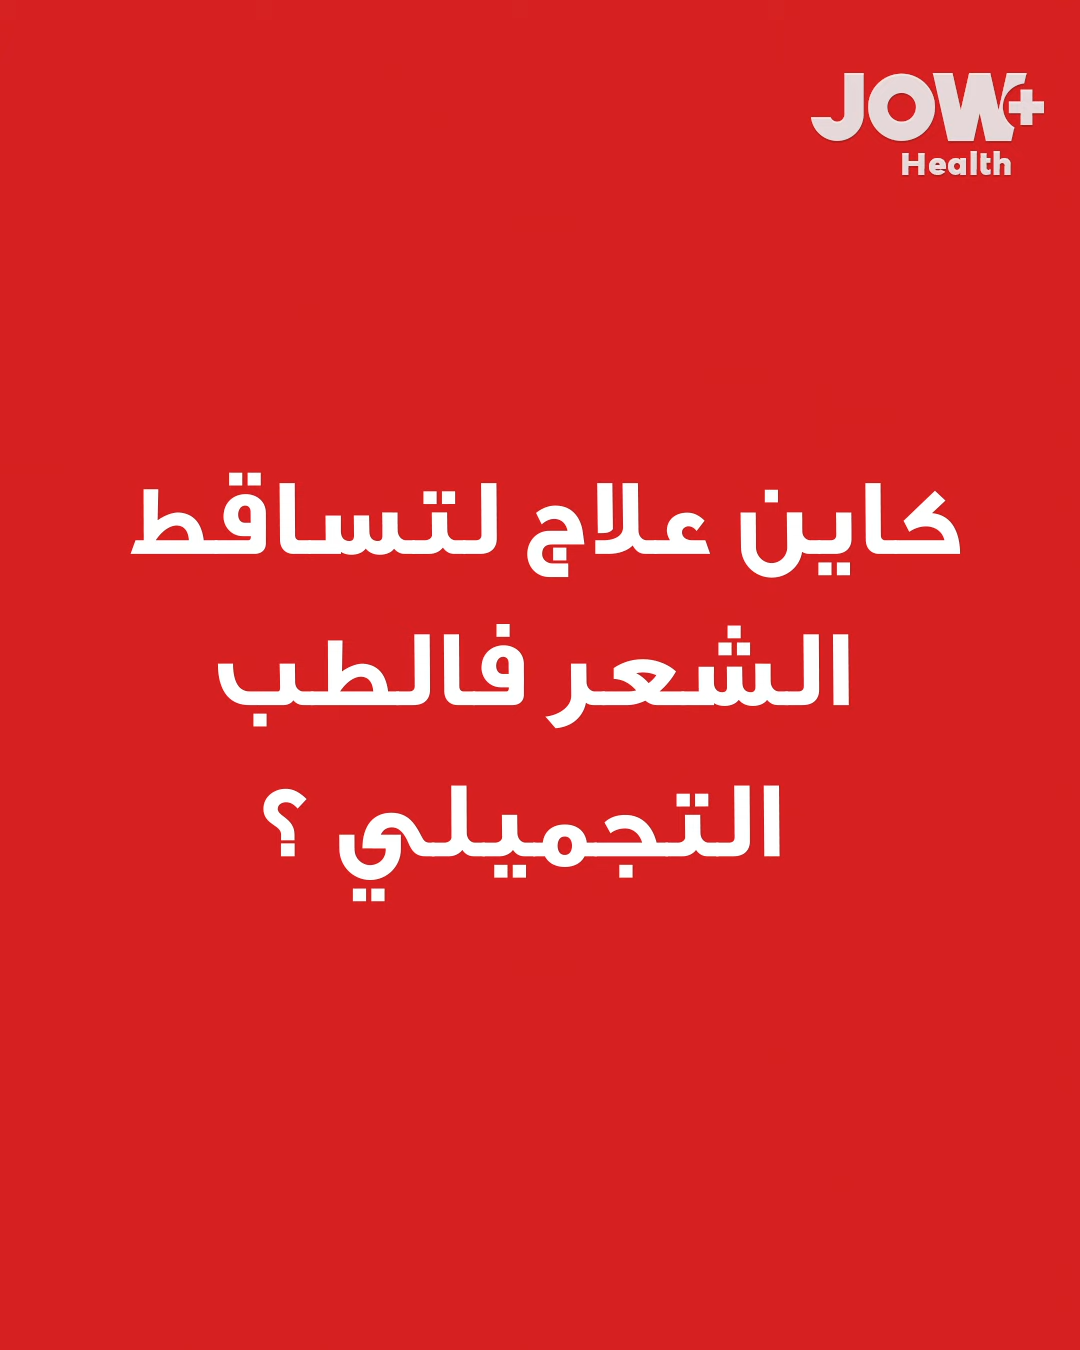 JOW+
Health
كاين علاج لتساقط
الشعر فالطب
التجميلي ؟